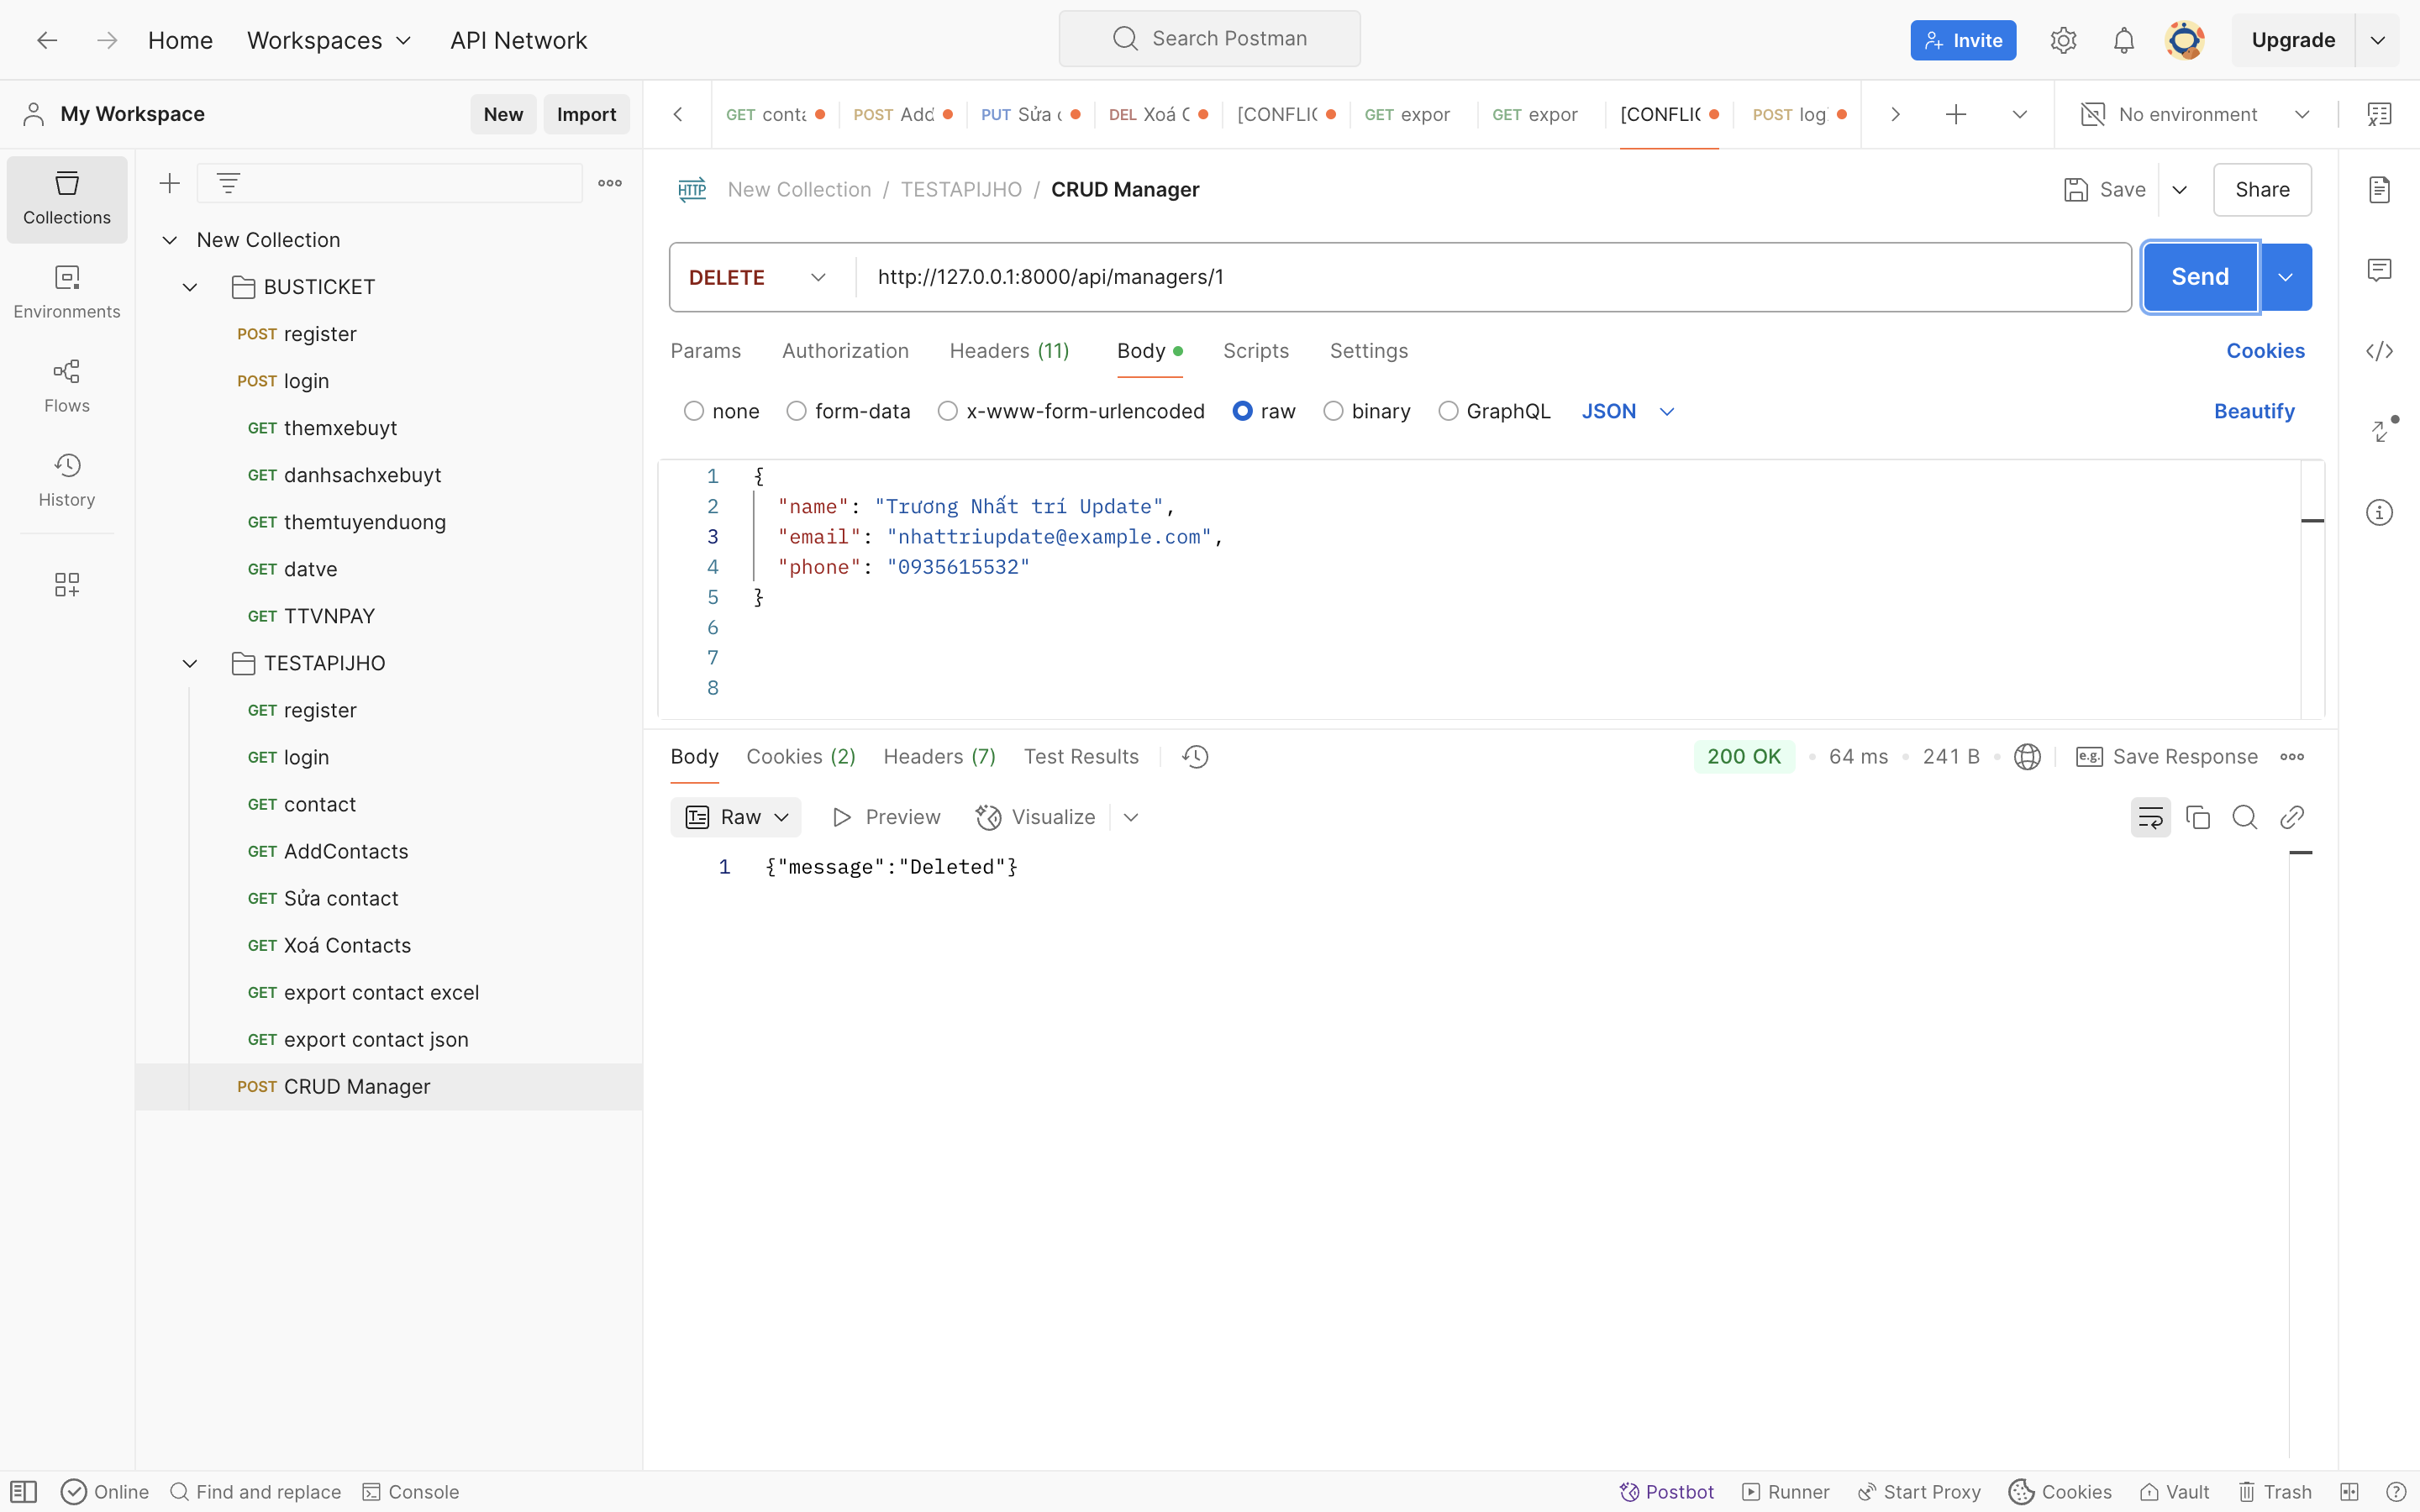 Home Workspaces API Network Search Postman Invite Upgrade
My Workspace New Import
GET conta POST Add PUT Sửa DEL Xoá [CONFLIC GET expor GET expor [CONFLIC POST log No environment
Collections
Environments
Flows
History
New Collection
BUSTICKET
POST register
POST login
GET themxebuyt
GET danhsachxebuyt
GET themtuyenduong
GET datve
GET TTVNPAY
TESTAPIJHO
GET register
GET login
GET contact
GET AddContacts
GET Sửa contact
GET Xoá Contacts
GET export contact excel
GET export contact json
POST CRUD Manager
HTTP New Collection / TESTAPIJHO / CRUD Manager Save Share
DELETE http://127.0.0.1:8000/api/managers/1 Send
Params Authorization Headers (11) Body Scripts Settings Cookies
none form-data x-www-form-urlencoded raw binary GraphQL JSON Beautify
1 {
2 "name": "Trương Nhất trí Update",
3 "email": "nhattriupdate@example.com",
4 "phone": "0935615532"
5 }
6
7
8
Body Cookies (2) Headers (7) Test Results 200 OK • 64 ms • 241 B • e.g. Save Response
Raw Preview Visualize
1 {"message":"Deleted"}
Online Find and replace Console Postbot Runner Start Proxy Cookies Vault Trash